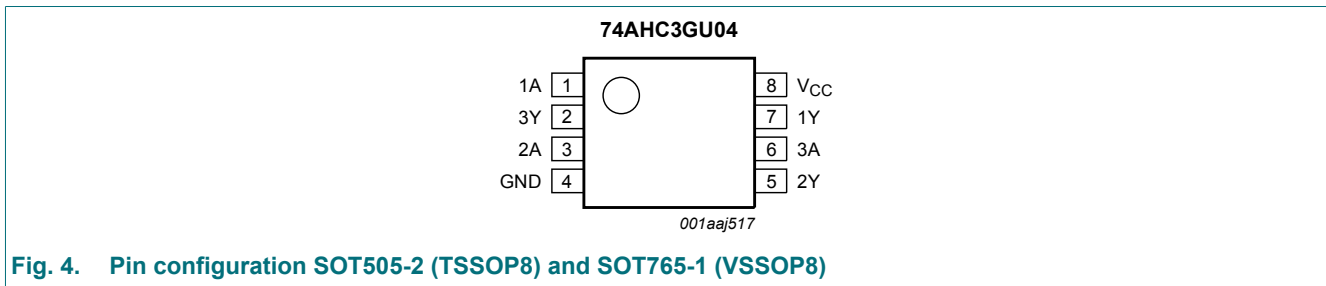 74AHC3GU04
1A 1 8 VCC
3Y 2 7 1Y
2A 3 6 3A
GND 4 5 2Y
001aaj517
Fig. 4. Pin configuration SOT505-2 (TSSOP8) and SOT765-1 (VSSOP8)